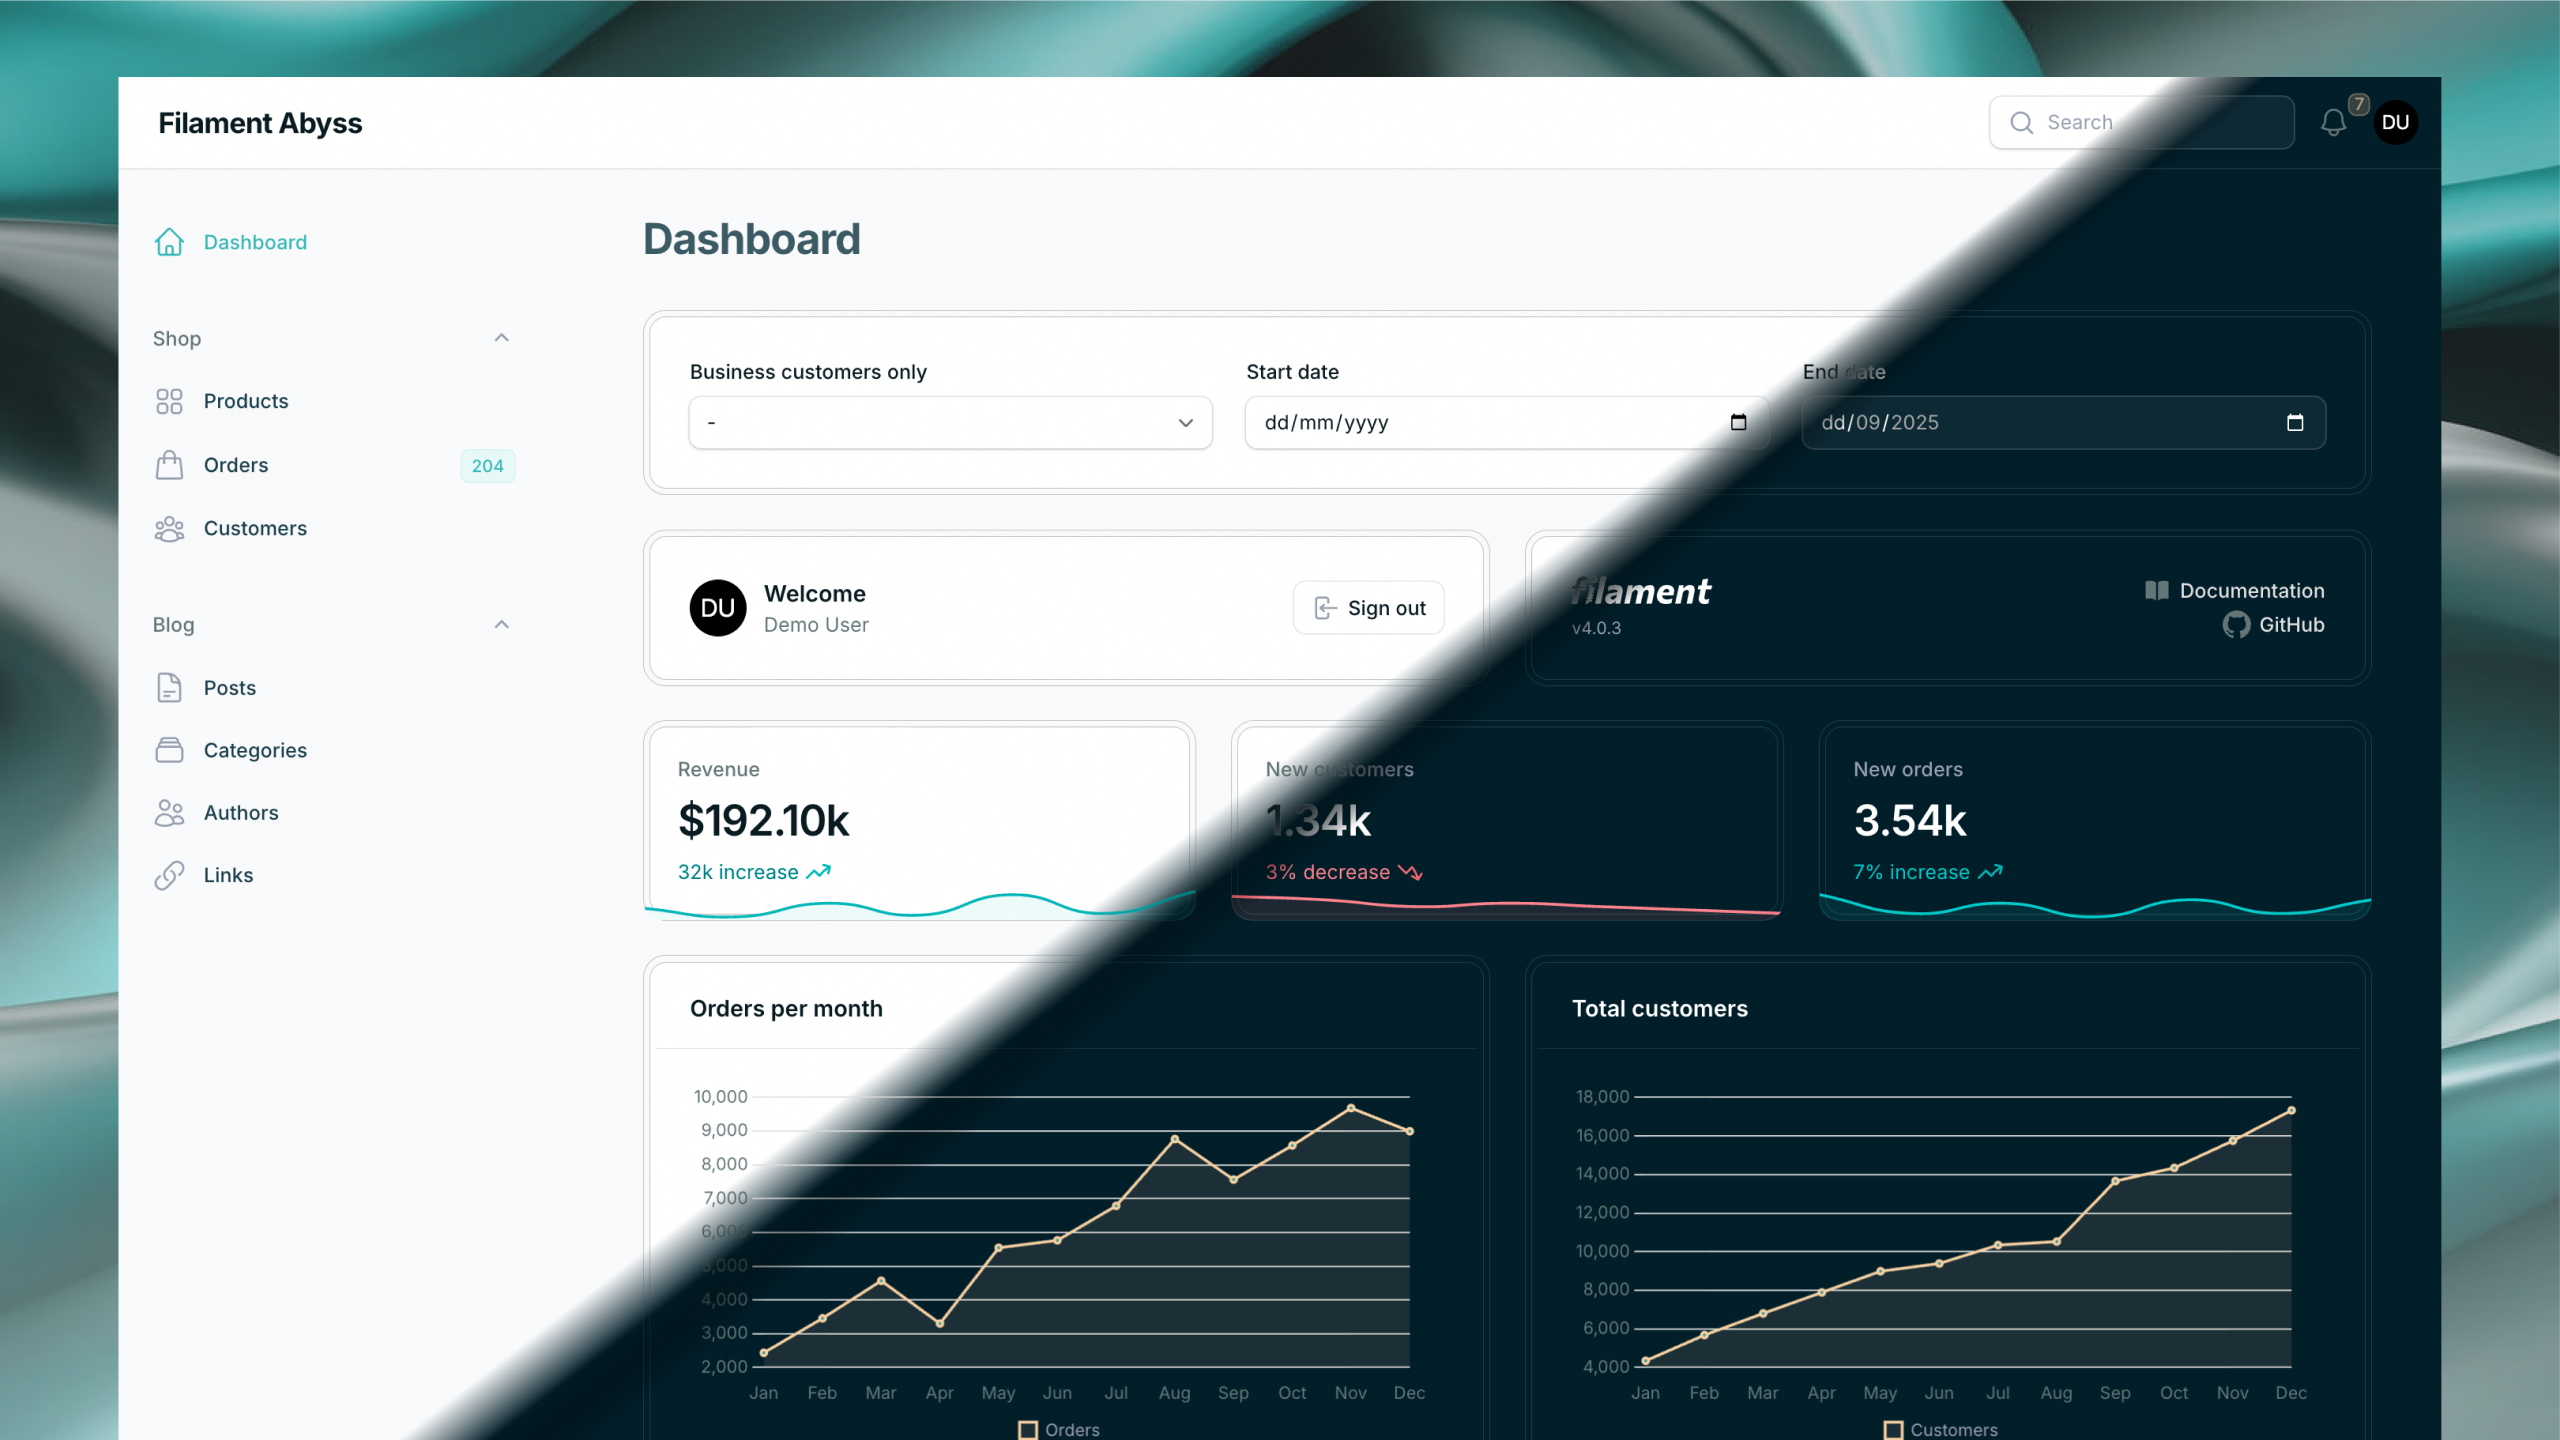 Filament Abyss
Search
7
DU
Dashboard
Shop
Products
Orders
204
Customers
Blog
Posts
Categories
Authors
Links
Dashboard
Business customers only
-
Start date
dd/mm/yyyy
End date
dd/09/2025
DU
Welcome
Demo User
Sign out
filament
v4.0.3
Documentation
GitHub
Revenue
$192.10k
32k increase
New customers
1.34k
3% decrease
New orders
3.54k
7% increase
Orders per month
10,000
9,000
8,000
7,000
6,000
5,000
4,000
3,000
2,000
Jan Feb Mar Apr May Jun Jul Aug Sep Oct Nov Dec
Orders
Total customers
18,000
16,000
14,000
12,000
10,000
8,000
6,000
4,000
Jan Feb Mar Apr May Jun Jul Aug Sep Oct Nov Dec
Customers